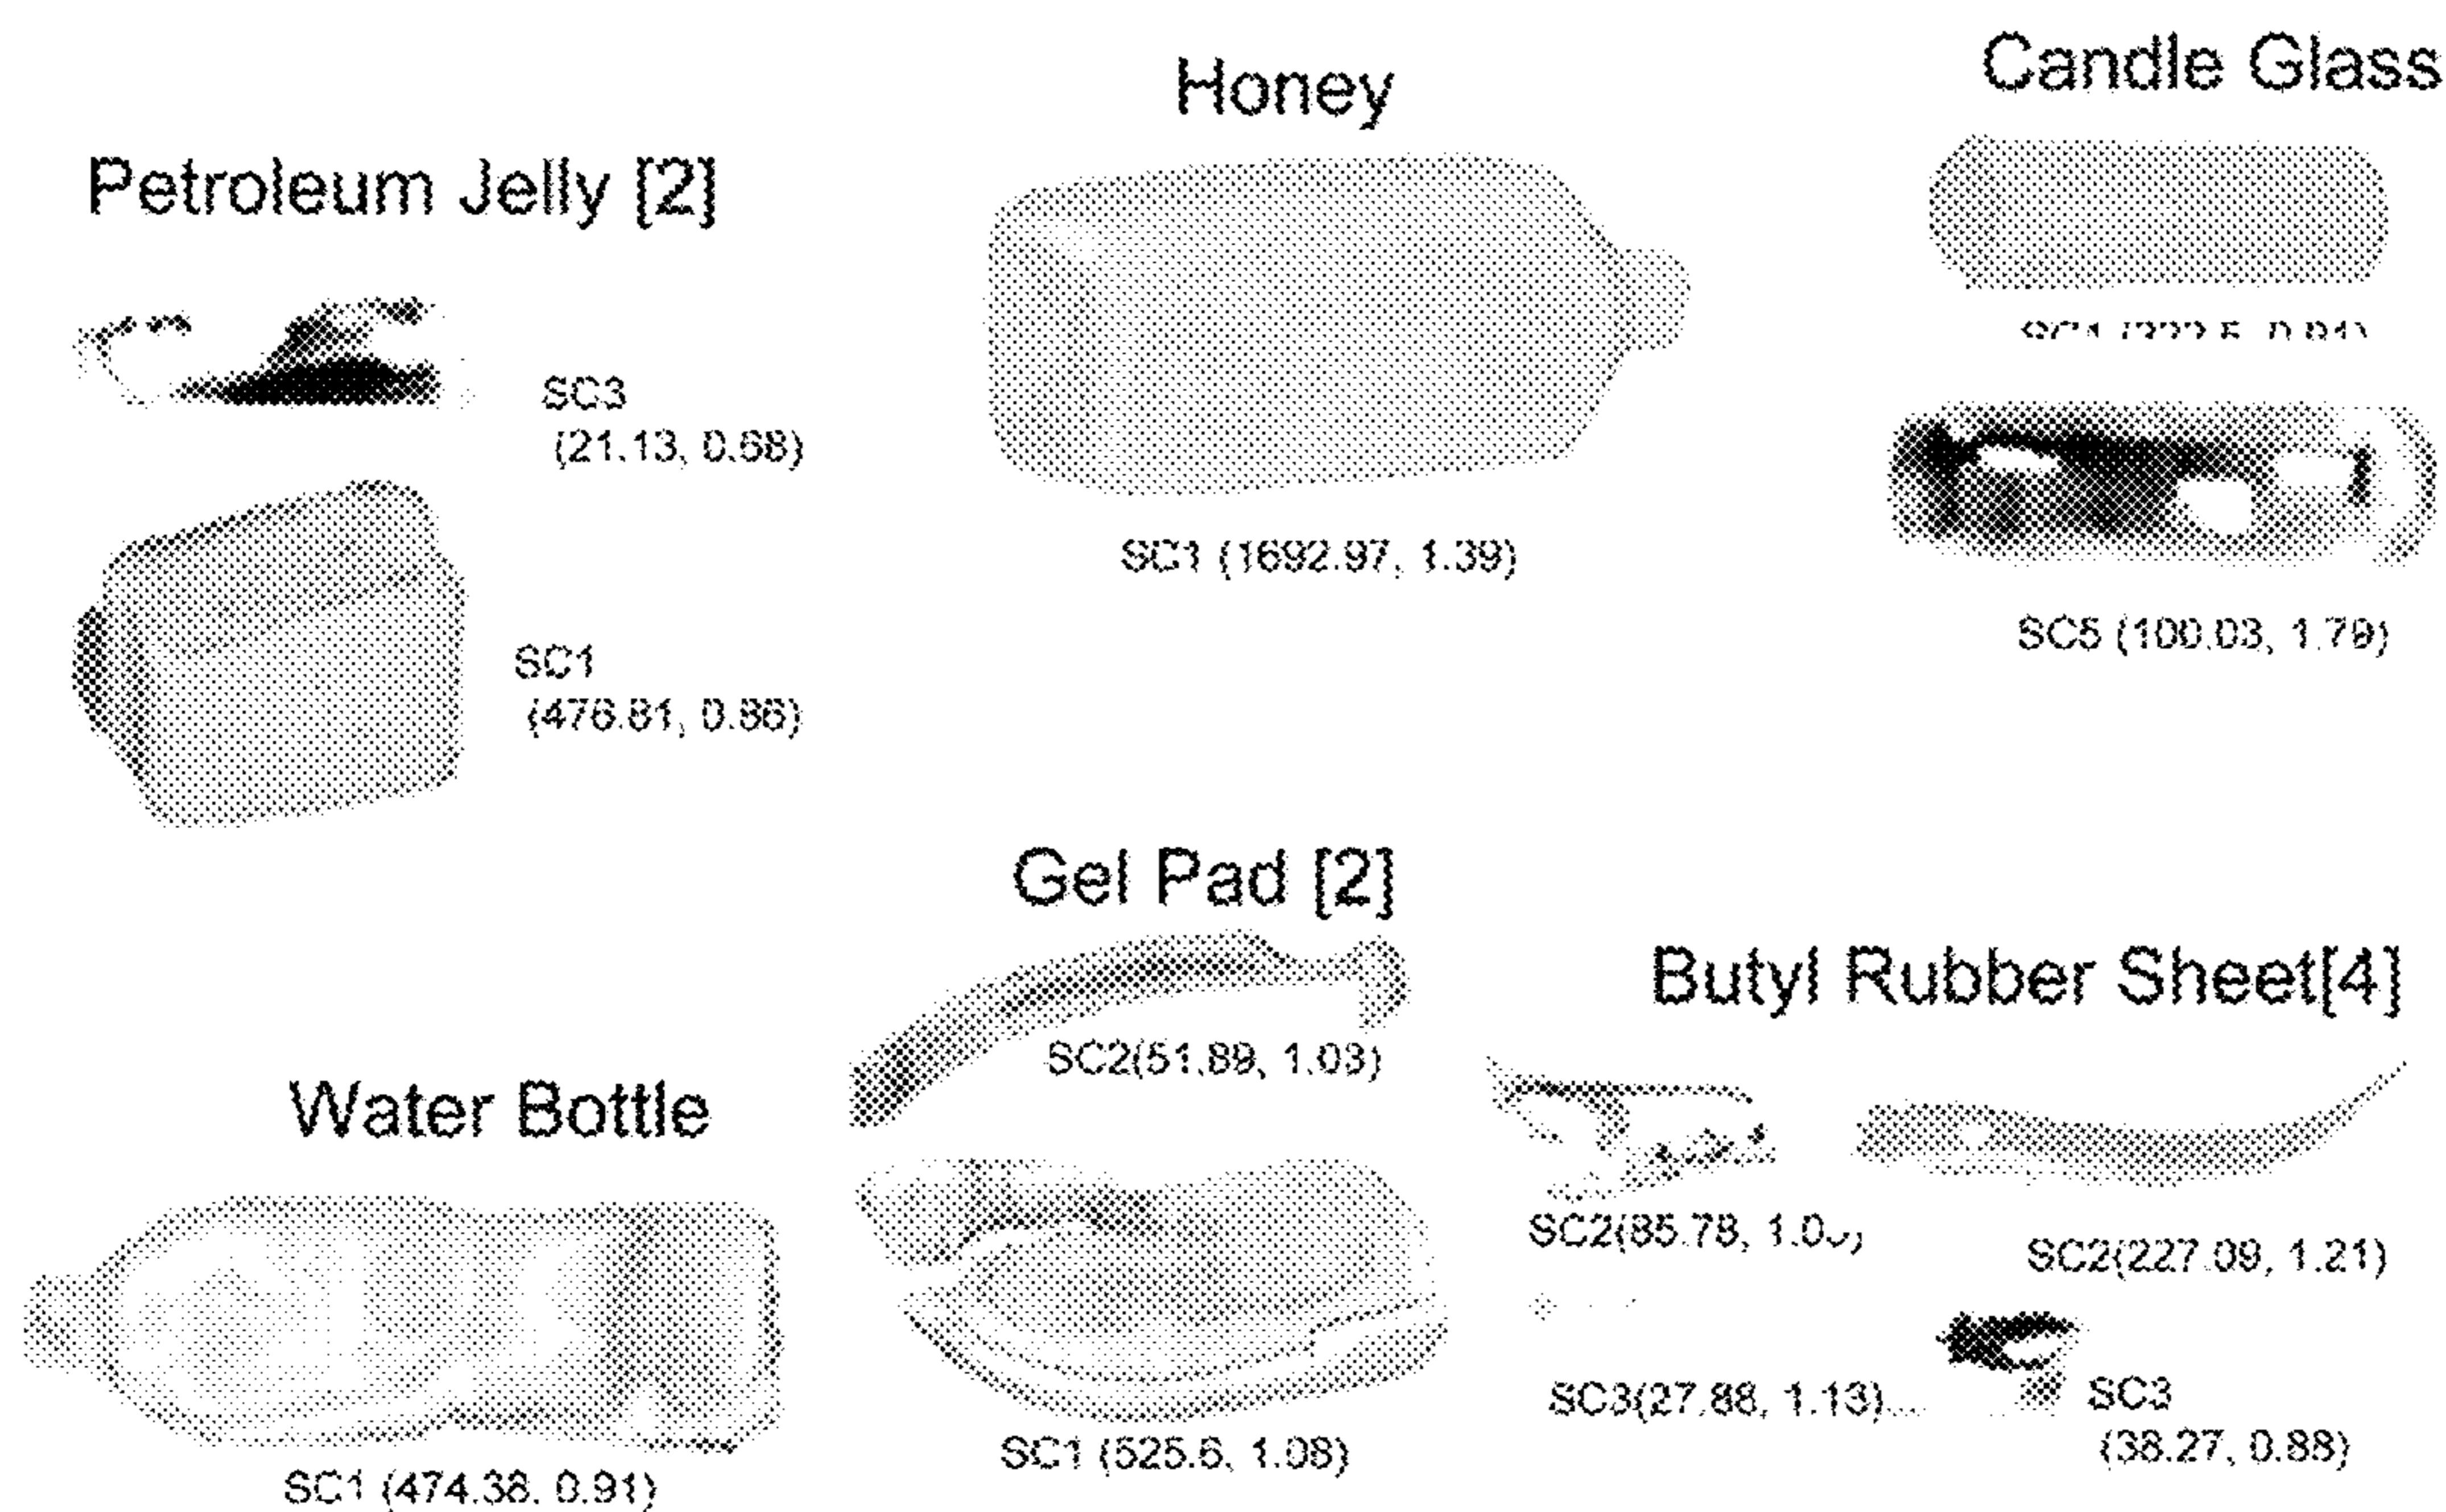 Petroleum Jelly [2]
SC3
(21.13, 0.68)
SC1
(476.81, 0.86)
Honey
SC1 (1692.97, 1.39)
Candle Glass
SC5 (100.03, 1.79)
Water Bottle
SC1 (474.38, 0.91)
Gel Pad [2]
SC2(51.89, 1.03)
SC1 (525.6, 1.08)
Butyl Rubber Sheet[4]
SC2(85.78,
SC2(227.09, 1.21)
SC3(27.88, 1.13)
SC3
(38.27, 0.88)